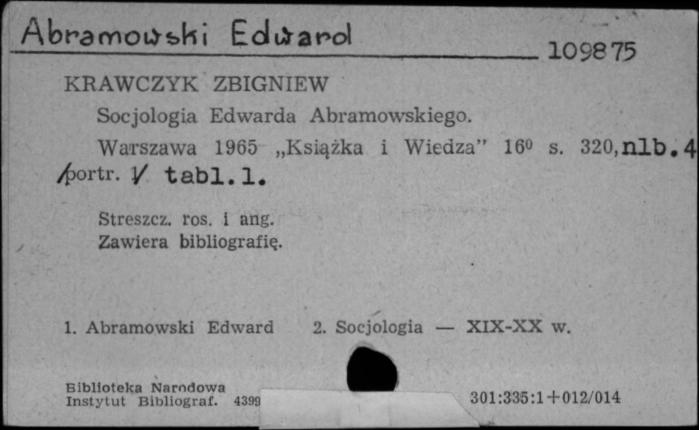 Abramowski Edward
109875
KRAWCZYK ZBIGNIEW
Socjologia Edwarda Abramowskiego.
Warszawa 1965 „Książka i Wiedza” 16⁰ s. 320, nlb. 4
/portr. 1/ tabl. 1.
Streszcz. ros. i ang.
Zawiera bibliografię.
1. Abramowski Edward 2. Socjologia — XIX-XX w.
Biblioteka Narodowa
Instytut Bibliograf. 4399
301:335:1+012/014